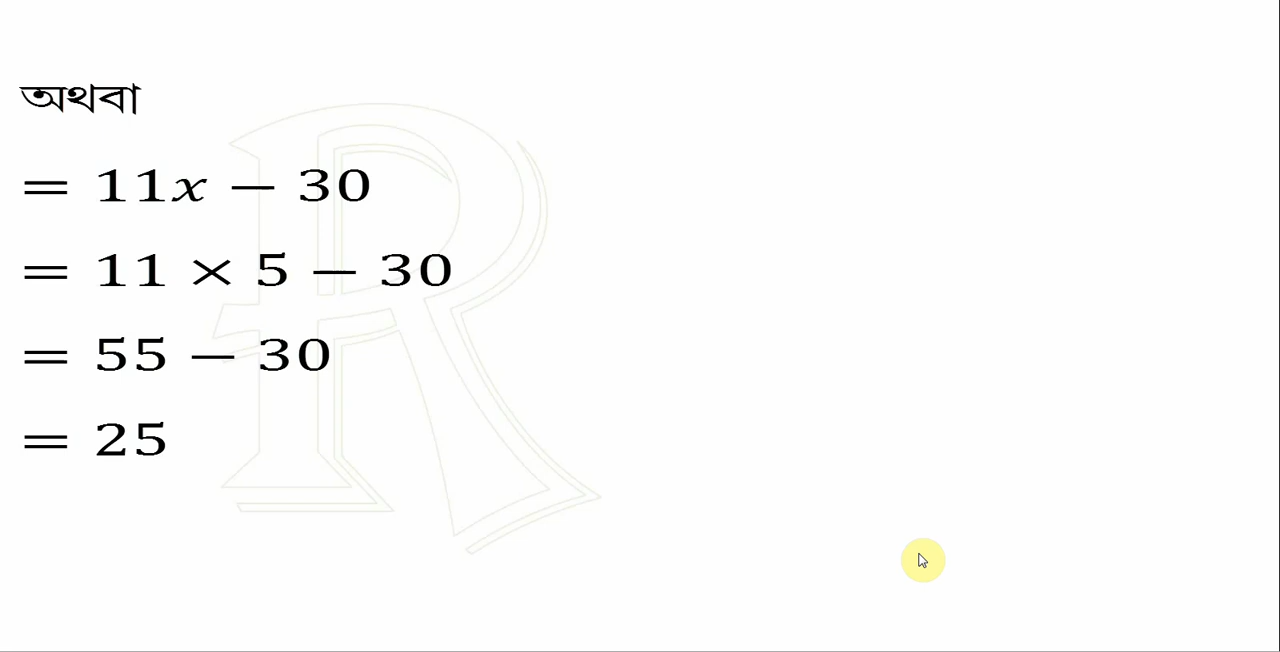 অথবা
= 11x − 30
= 11 × 5 − 30
= 55 − 30
= 25